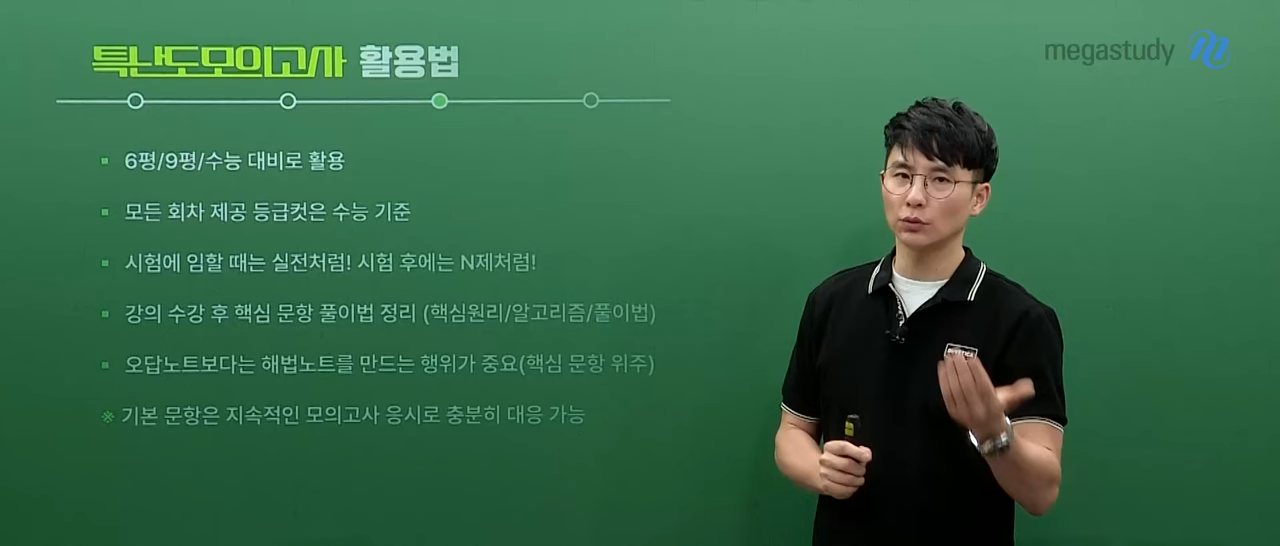 특난도모의고사 활용법
megastudy
6평/9평/수능 대비로 활용
모든 회차 제공 등급컷은 수능 기준
시험에 임할 때는 실전처럼! 시험 후에는 N제처럼!
강의 수강 후 핵심 문항 풀이법 정리 (핵심원리/알고리즘/풀이법)
오답노트보다는 해법노트를 만드는 행위가 중요(핵심 문항 위주)
※ 기본 문항은 지속적인 모의고사 응시로 충분히 대응 가능